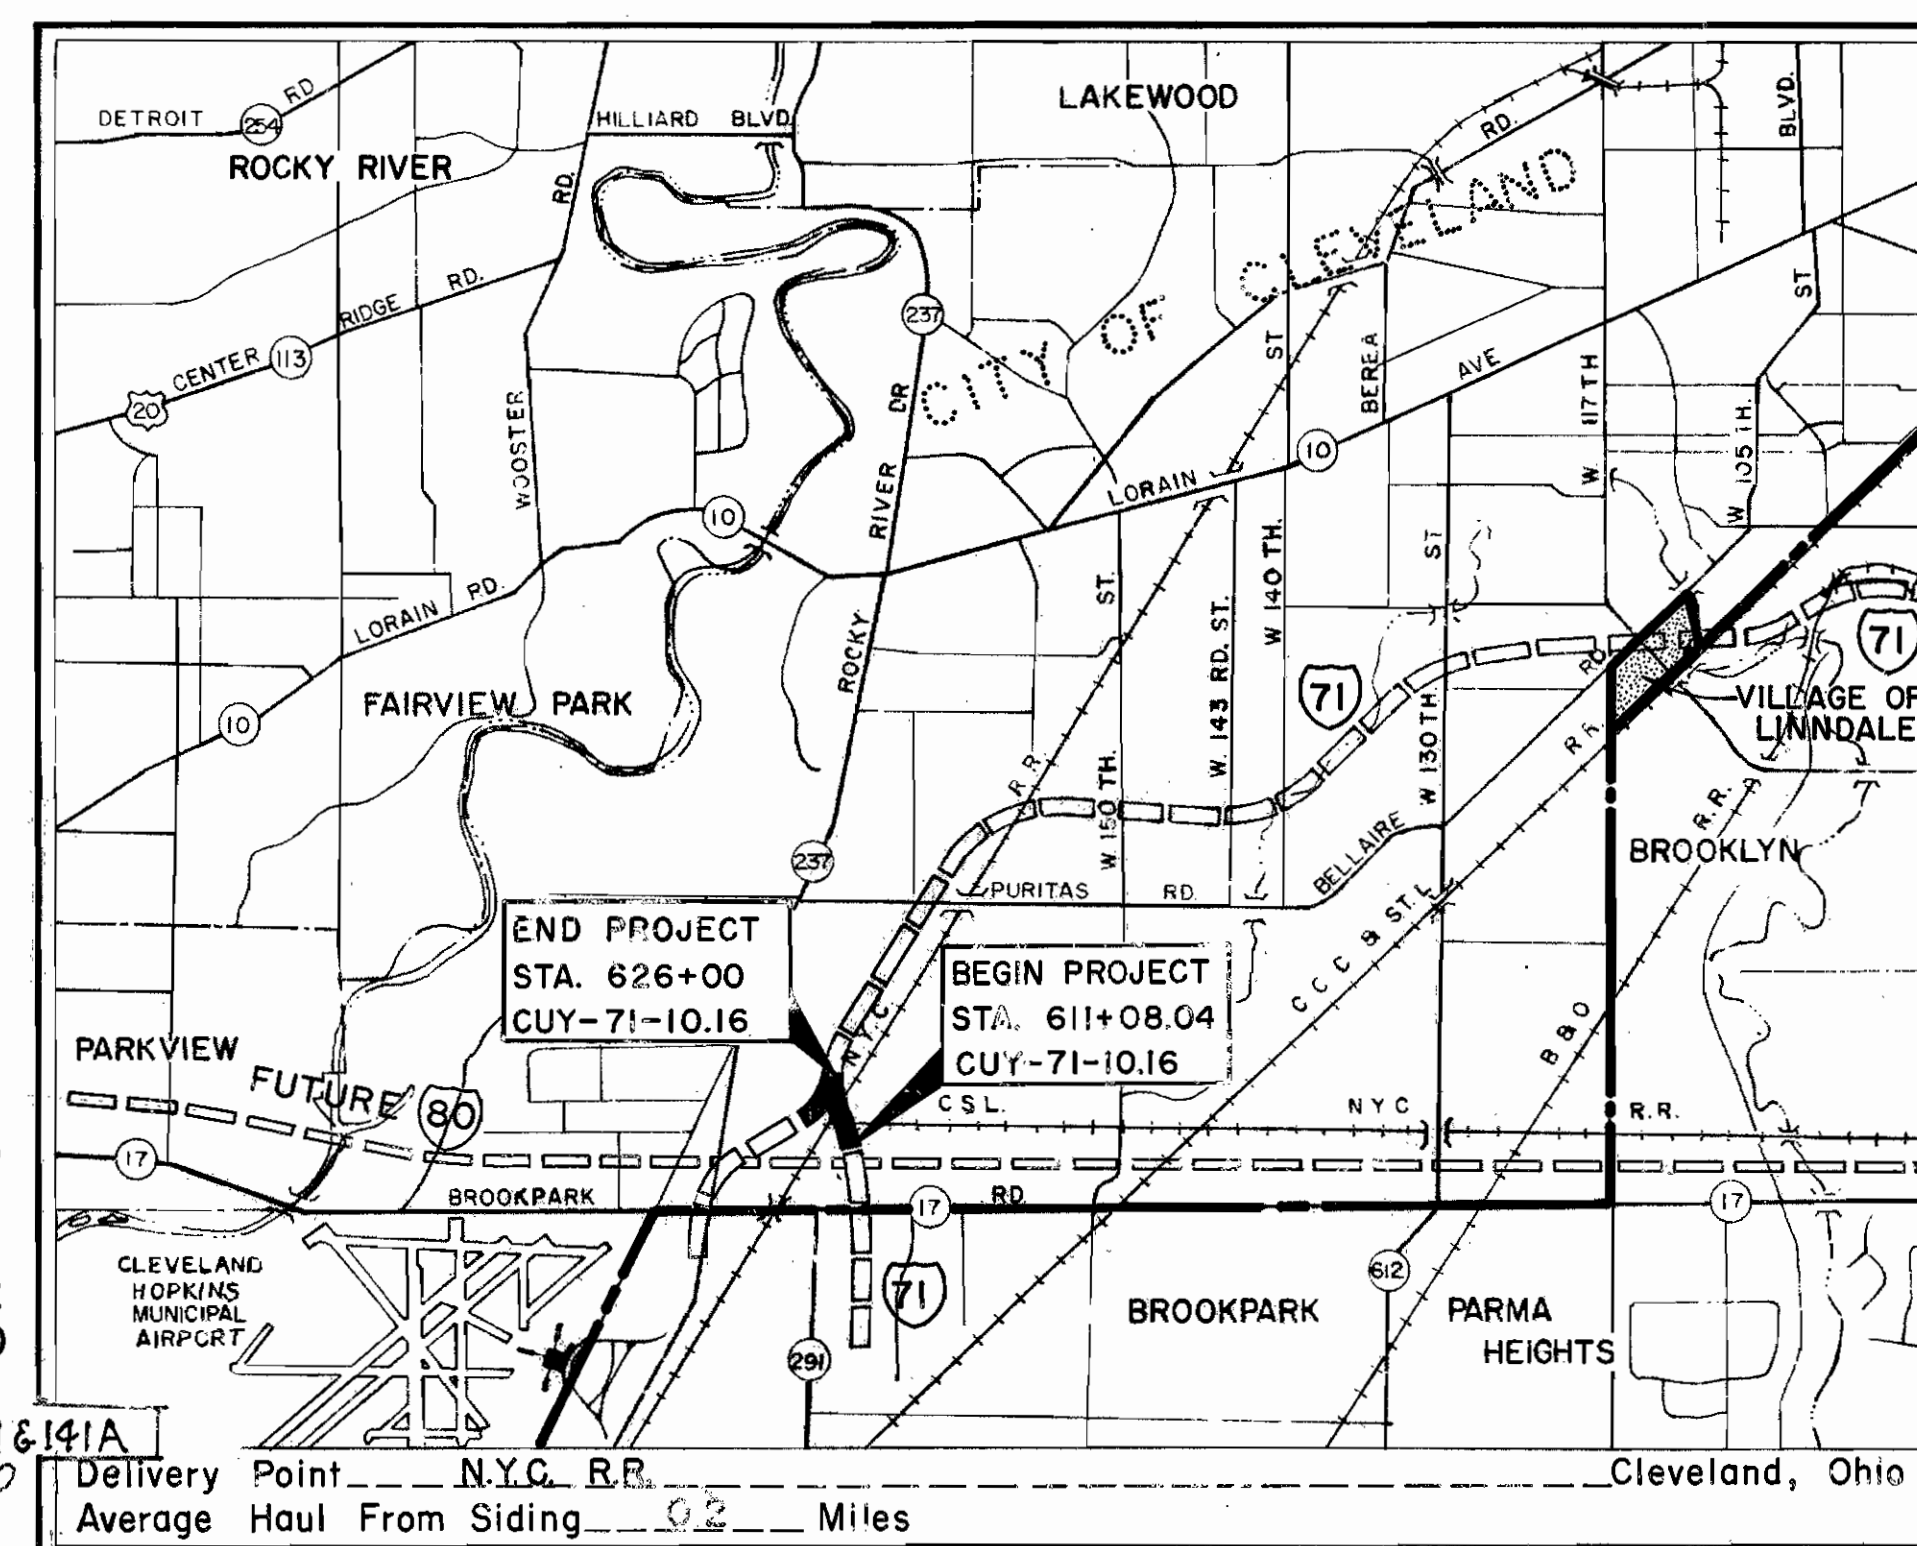 LAKEWOOD
DETROIT RD
254
HILLIARD BLVD.
RD.
BLVD.
ROCKY RIVER
RD.
CITY OF CLEVELAND
RIDGE RD.
CENTER
113
20
237
ST
ST
BEREA
AVE
117TH
W
WOOSTER
DR
RIVER
ROCKY
10
LORAIN
10
W 105TH.
ST
LORAIN RD.
ST.
W 140 TH.
W. 143 RD. ST.
W 150 TH.
W 130TH
71
71
RD
R R.
VILLAGE OF
LINNDALE
FAIRVIEW PARK
10
R R
237
BELLAIRE
R.R.
BROOKLYN
PURITAS RD.
END PROJECT
STA. 626+00
CUY-71-10.16
BEGIN PROJECT
STA. 611+08.04
CUY-71-10.16
C C C & ST. L
N Y C
B & O
PARKVIEW
FUTURE
80
C S L.
N Y C
R.R.
17
BROOKPARK RD.
17
17
CLEVELAND
HOPKINS
MUNICIPAL
AIRPORT
71
612
291
BROOKPARK
PARMA
HEIGHTS
&141A
Delivery Point N.Y.C. R.R. Cleveland, Ohio
Average Haul From Siding 0.2 Miles